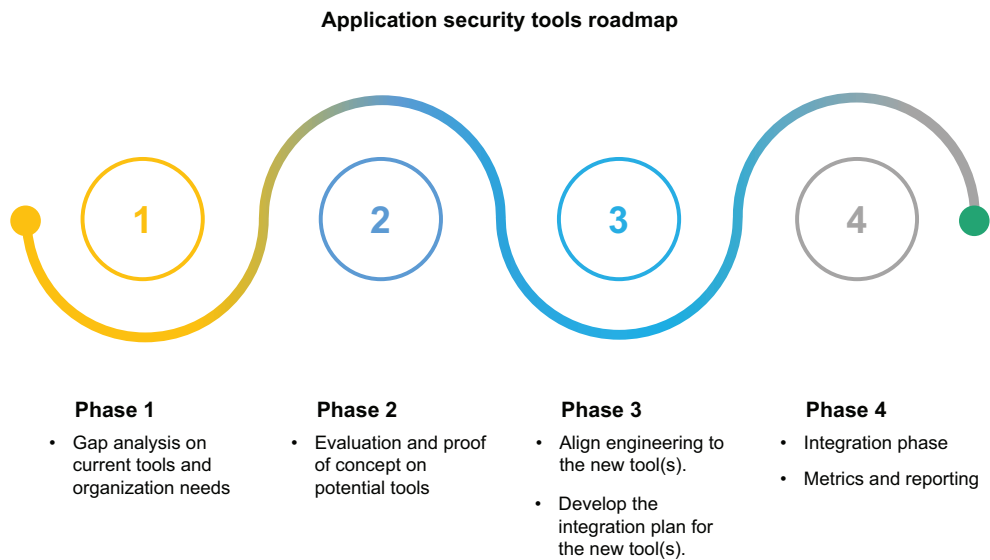 Application security tools roadmap
1
2
3
4
Phase 1
• Gap analysis on
current tools and
organization needs
Phase 2
• Evaluation and proof
of concept on
potential tools
Phase 3
• Align engineering to
the new tool(s).
• Develop the
integration plan for
the new tool(s).
Phase 4
• Integration phase
• Metrics and reporting